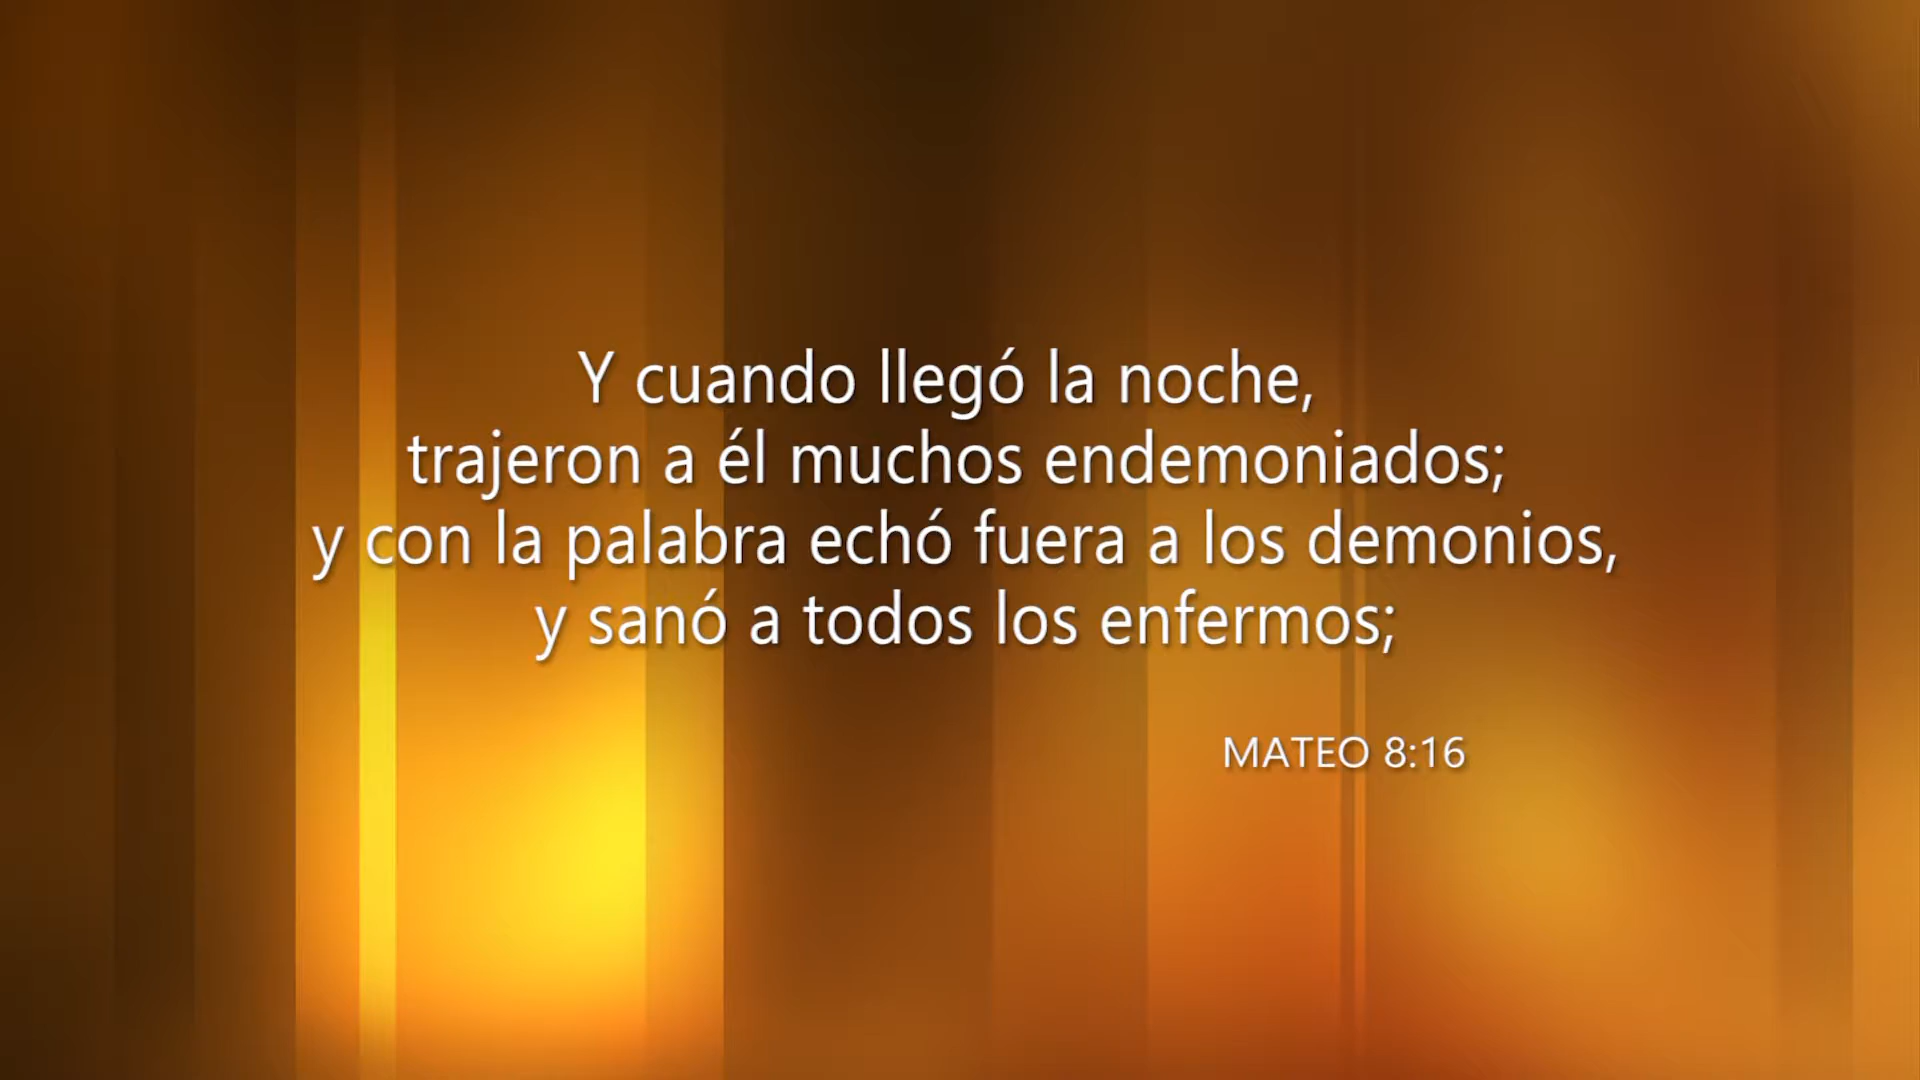 Y cuando llegó la noche,
trajeron a él muchos endemoniados;
y con la palabra echó fuera a los demonios,
y sanó a todos los enfermos;
MATEO 8:16